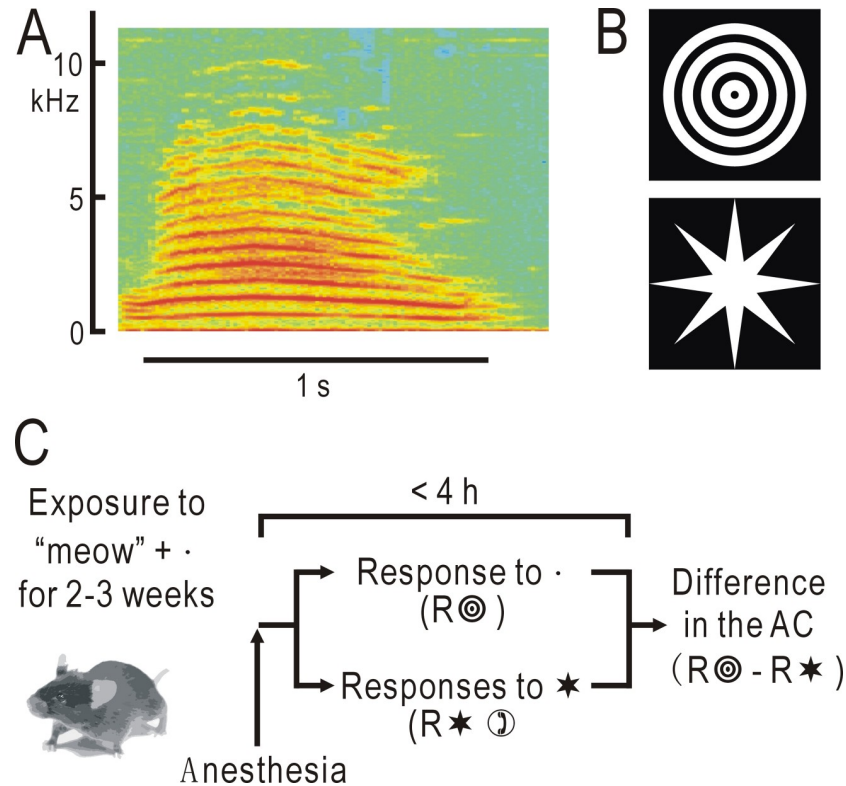 A
10
kHz
5
0
1 s
B
C
Exposure to
“meow” + ·
for 2-3 weeks
Anesthesia
< 4 h
Response to ·
(R◎ )
Responses to ✶
(R✶ ✆
Difference
in the AC
(R◎ - R✶ )